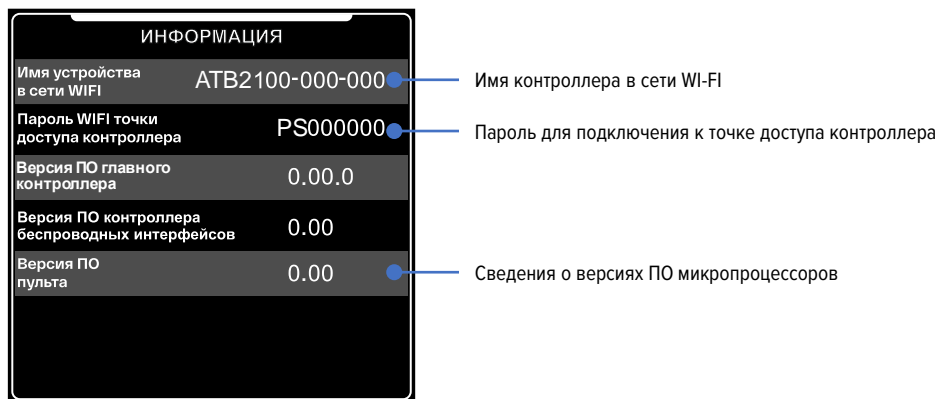 ИНФОРМАЦИЯ
Имя устройства
в сети WIFI
ATB2100-000-000
Имя контроллера в сети WI-FI
Пароль WIFI точки
доступа контроллера
PS000000
Пароль для подключения к точке доступа контроллера
Версия ПО главного
контроллера
0.00.0
Версия ПО контроллера
беспроводных интерфейсов
0.00
Версия ПО
пульта
0.00
Сведения о версиях ПО микропроцессоров